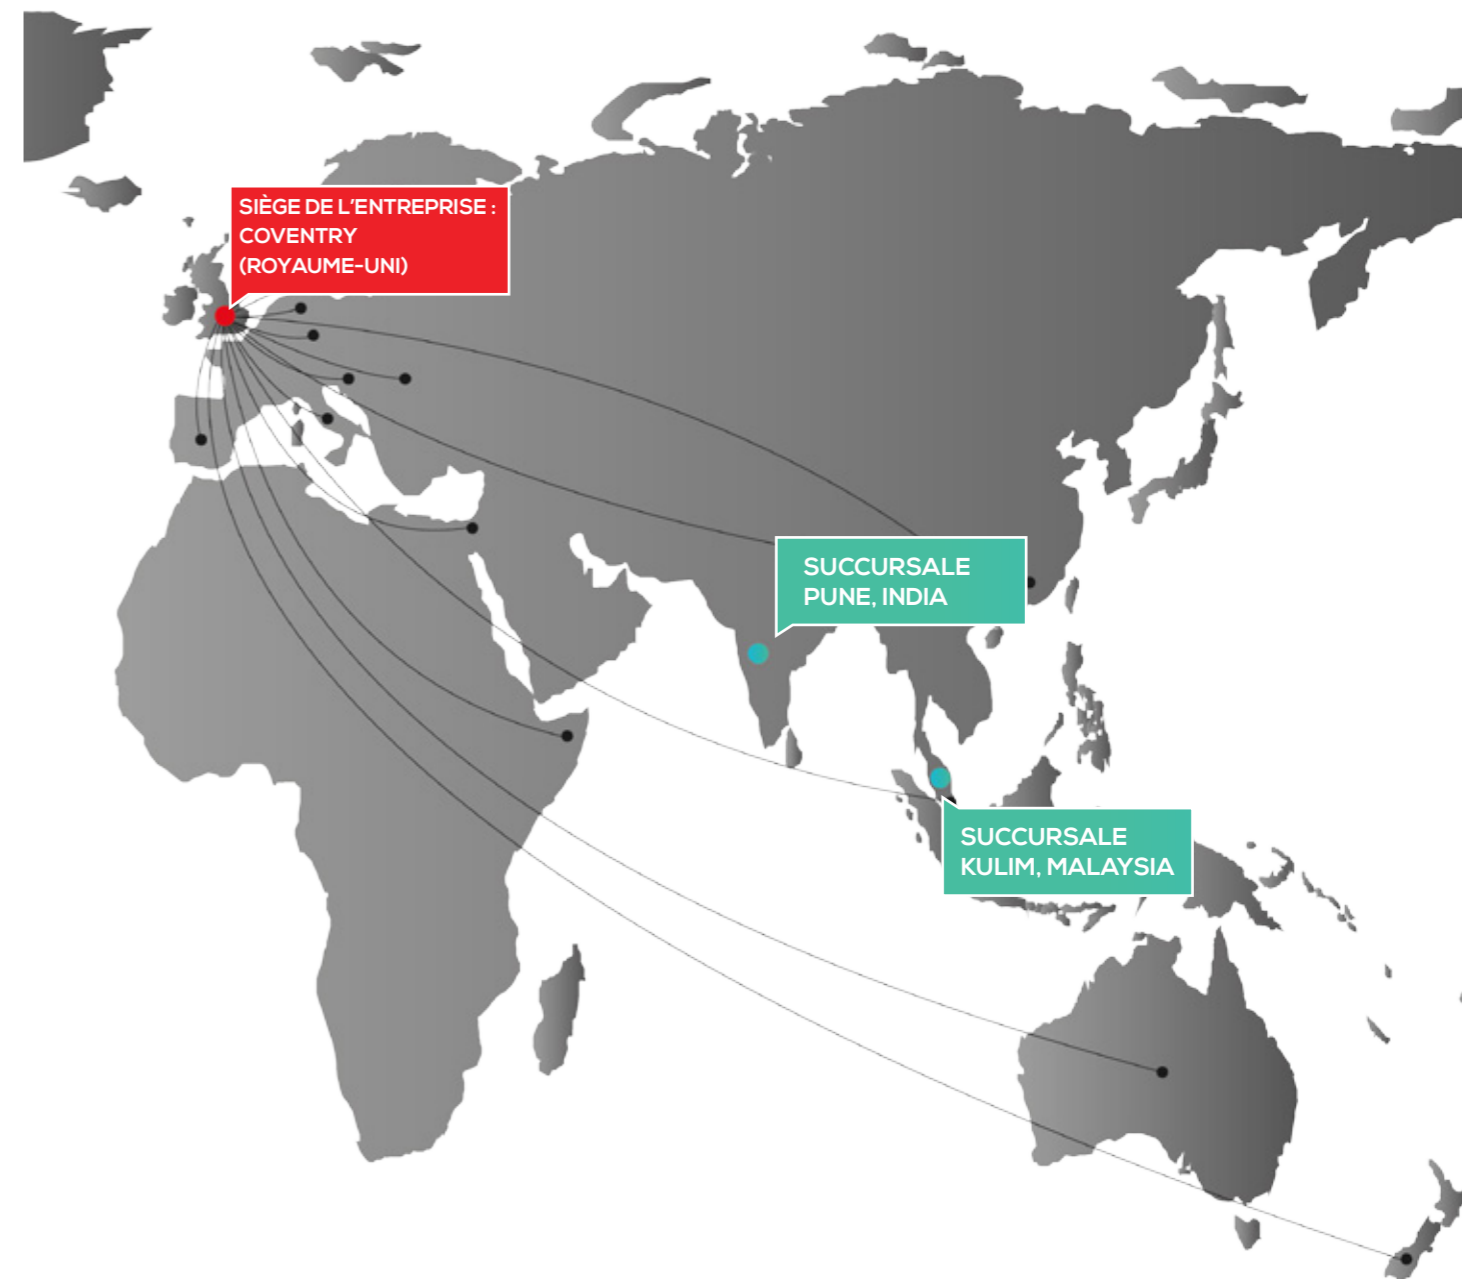 SIÈGE DE L'ENTREPRISE :
COVENTRY
(ROYAUME-UNI)
SUCCURSALE
PUNE, INDIA
SUCCURSALE
KULIM, MALAYSIA